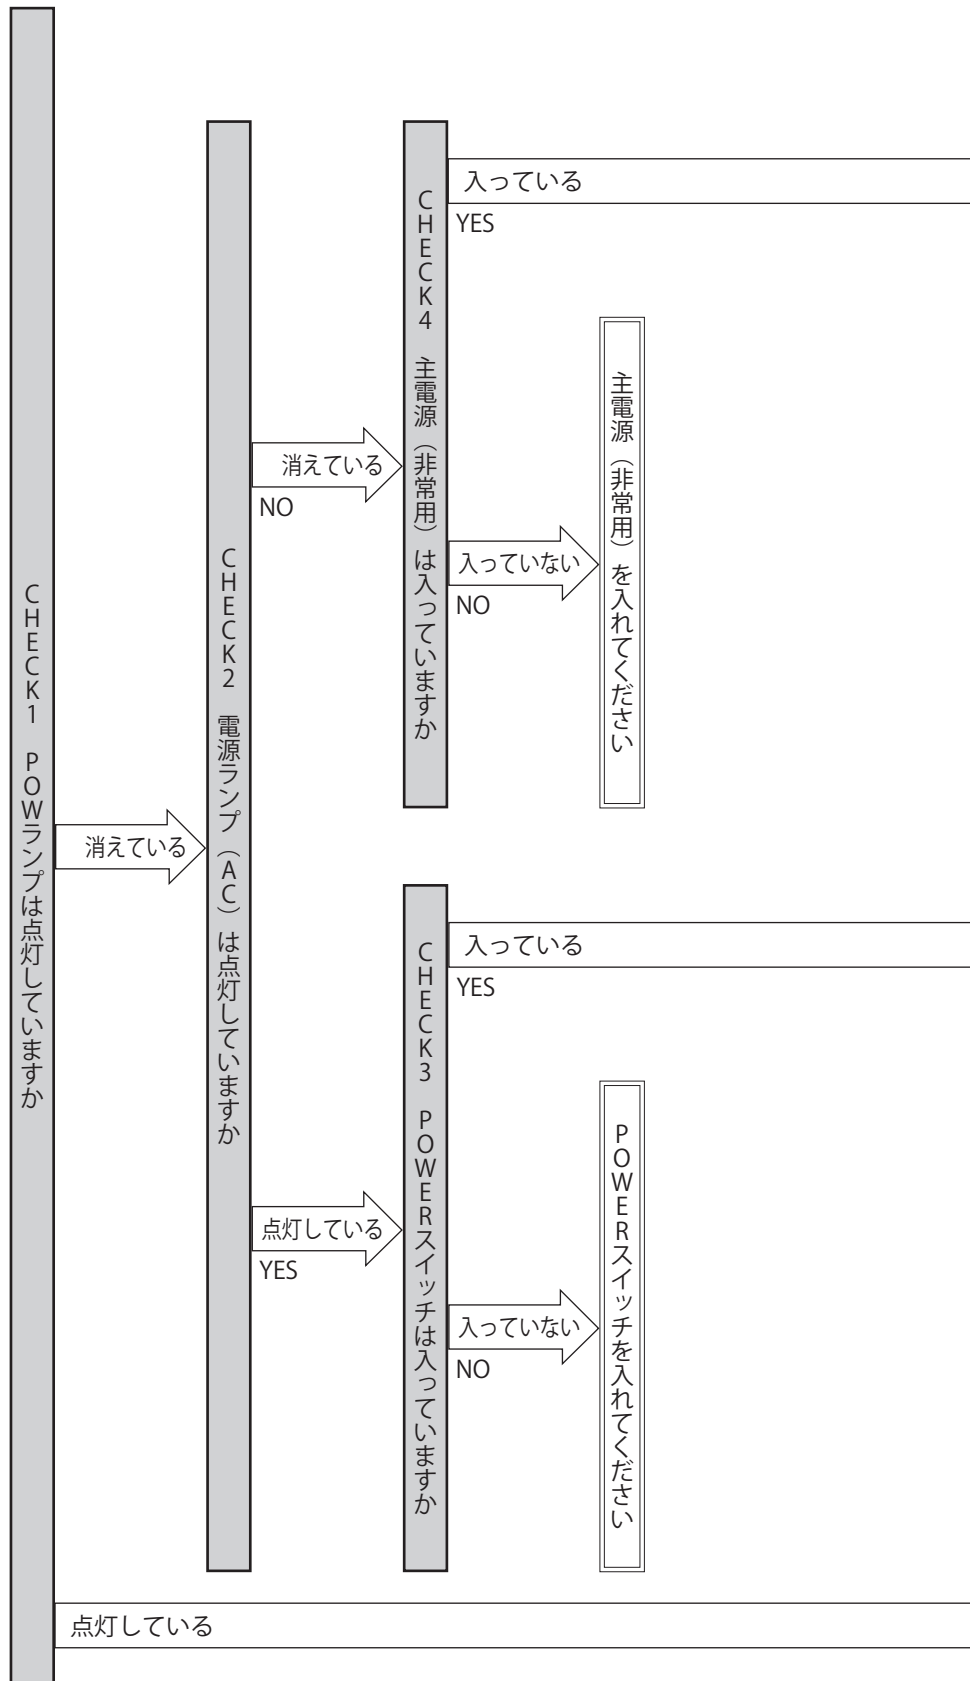 CHECK1 POWランプは点灯していますか
消えている
CHECK2 電源ランプ（AC）は点灯していますか
消えている
NO
CHECK4 主電源（非常用）は入っていますか
入っている
YES
入っていない
NO
主電源（非常用）を入れてください
点灯している
YES
CHECK3 POWERスイッチは入っていますか
入っている
YES
入っていない
NO
POWERスイッチを入れてください
点灯している